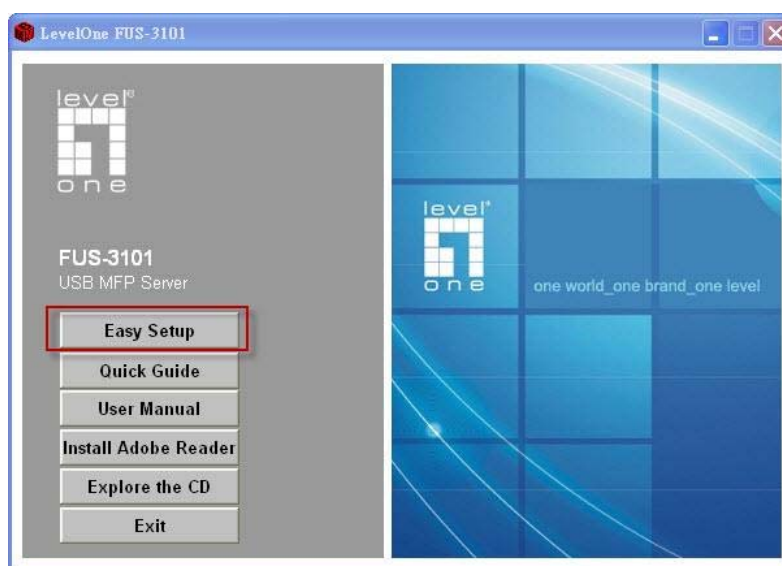 LevelOne FUS-3101
level®
one
FUS-3101
USB MFP Server
Easy Setup
Quick Guide
User Manual
Install Adobe Reader
Explore the CD
Exit
level®
one
one world_one brand_one level